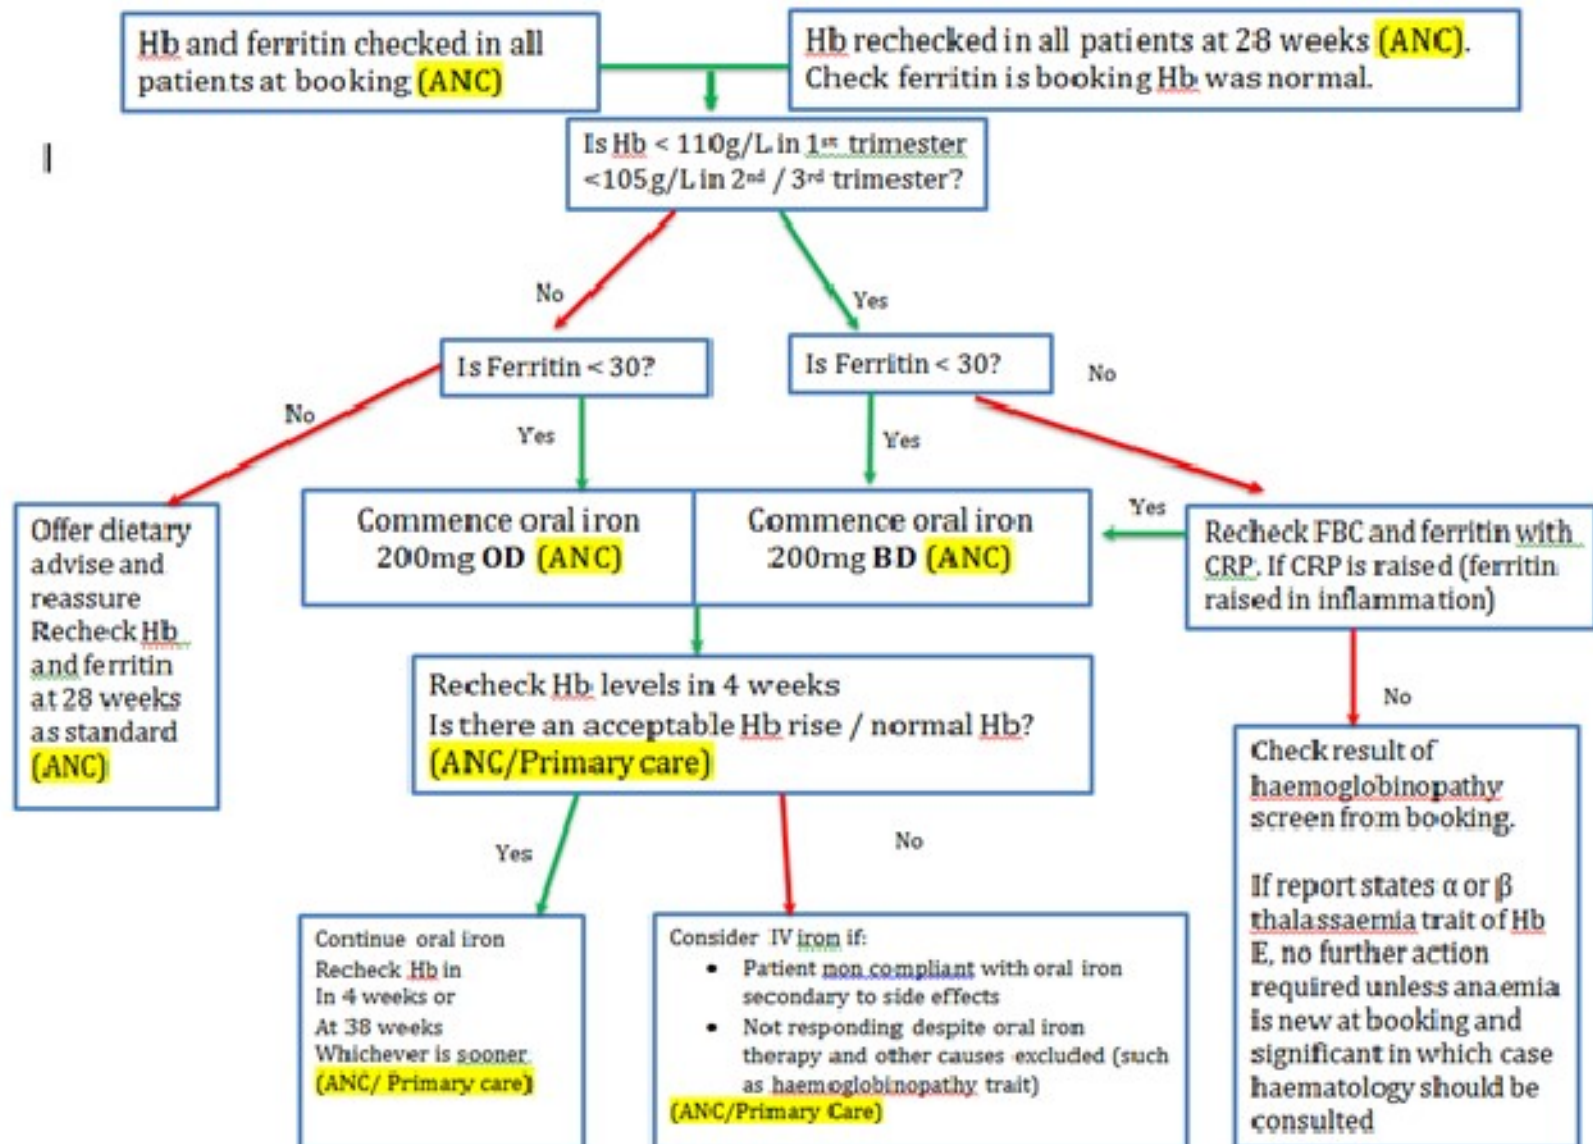 Hb and ferritin checked in all
patients at booking (ANC)
Hb rechecked in all patients at 28 weeks (ANC).
Check ferritin is booking Hb was normal.
Is Hb < 110g/L in 1st trimester
<105g/L in 2nd / 3rd trimester?
No
Yes
Is Ferritin < 30?
Is Ferritin < 30?
No
No
Yes
Yes
Offer dietary
advise and
reassure
Recheck Hb
and ferritin
at 28 weeks
as standard
(ANC)
Commence oral iron
200mg OD (ANC)
Commence oral iron
200mg BD (ANC)
Yes
Recheck FBC and ferritin with
CRP. If CRP is raised (ferritin
raised in inflammation)
Recheck Hb levels in 4 weeks
Is there an acceptable Hb rise / normal Hb?
(ANC/Primary care)
No
Yes
No
Check result of
haemoglobinopathy
screen from booking.
If report states α or β
thalassaemia trait of Hb
E, no further action
required unless anaemia
is new at booking and
significant in which case
haematology should be
consulted
Continue oral iron
Recheck Hb in
In 4 weeks or
At 38 weeks
Whichever is sooner
(ANC/ Primary care)
Consider IV iron if:
• Patient non compliant with oral iron
secondary to side effects
• Not responding despite oral iron
therapy and other causes excluded (such
as haemoglobinopathy trait)
(ANC/Primary Care)